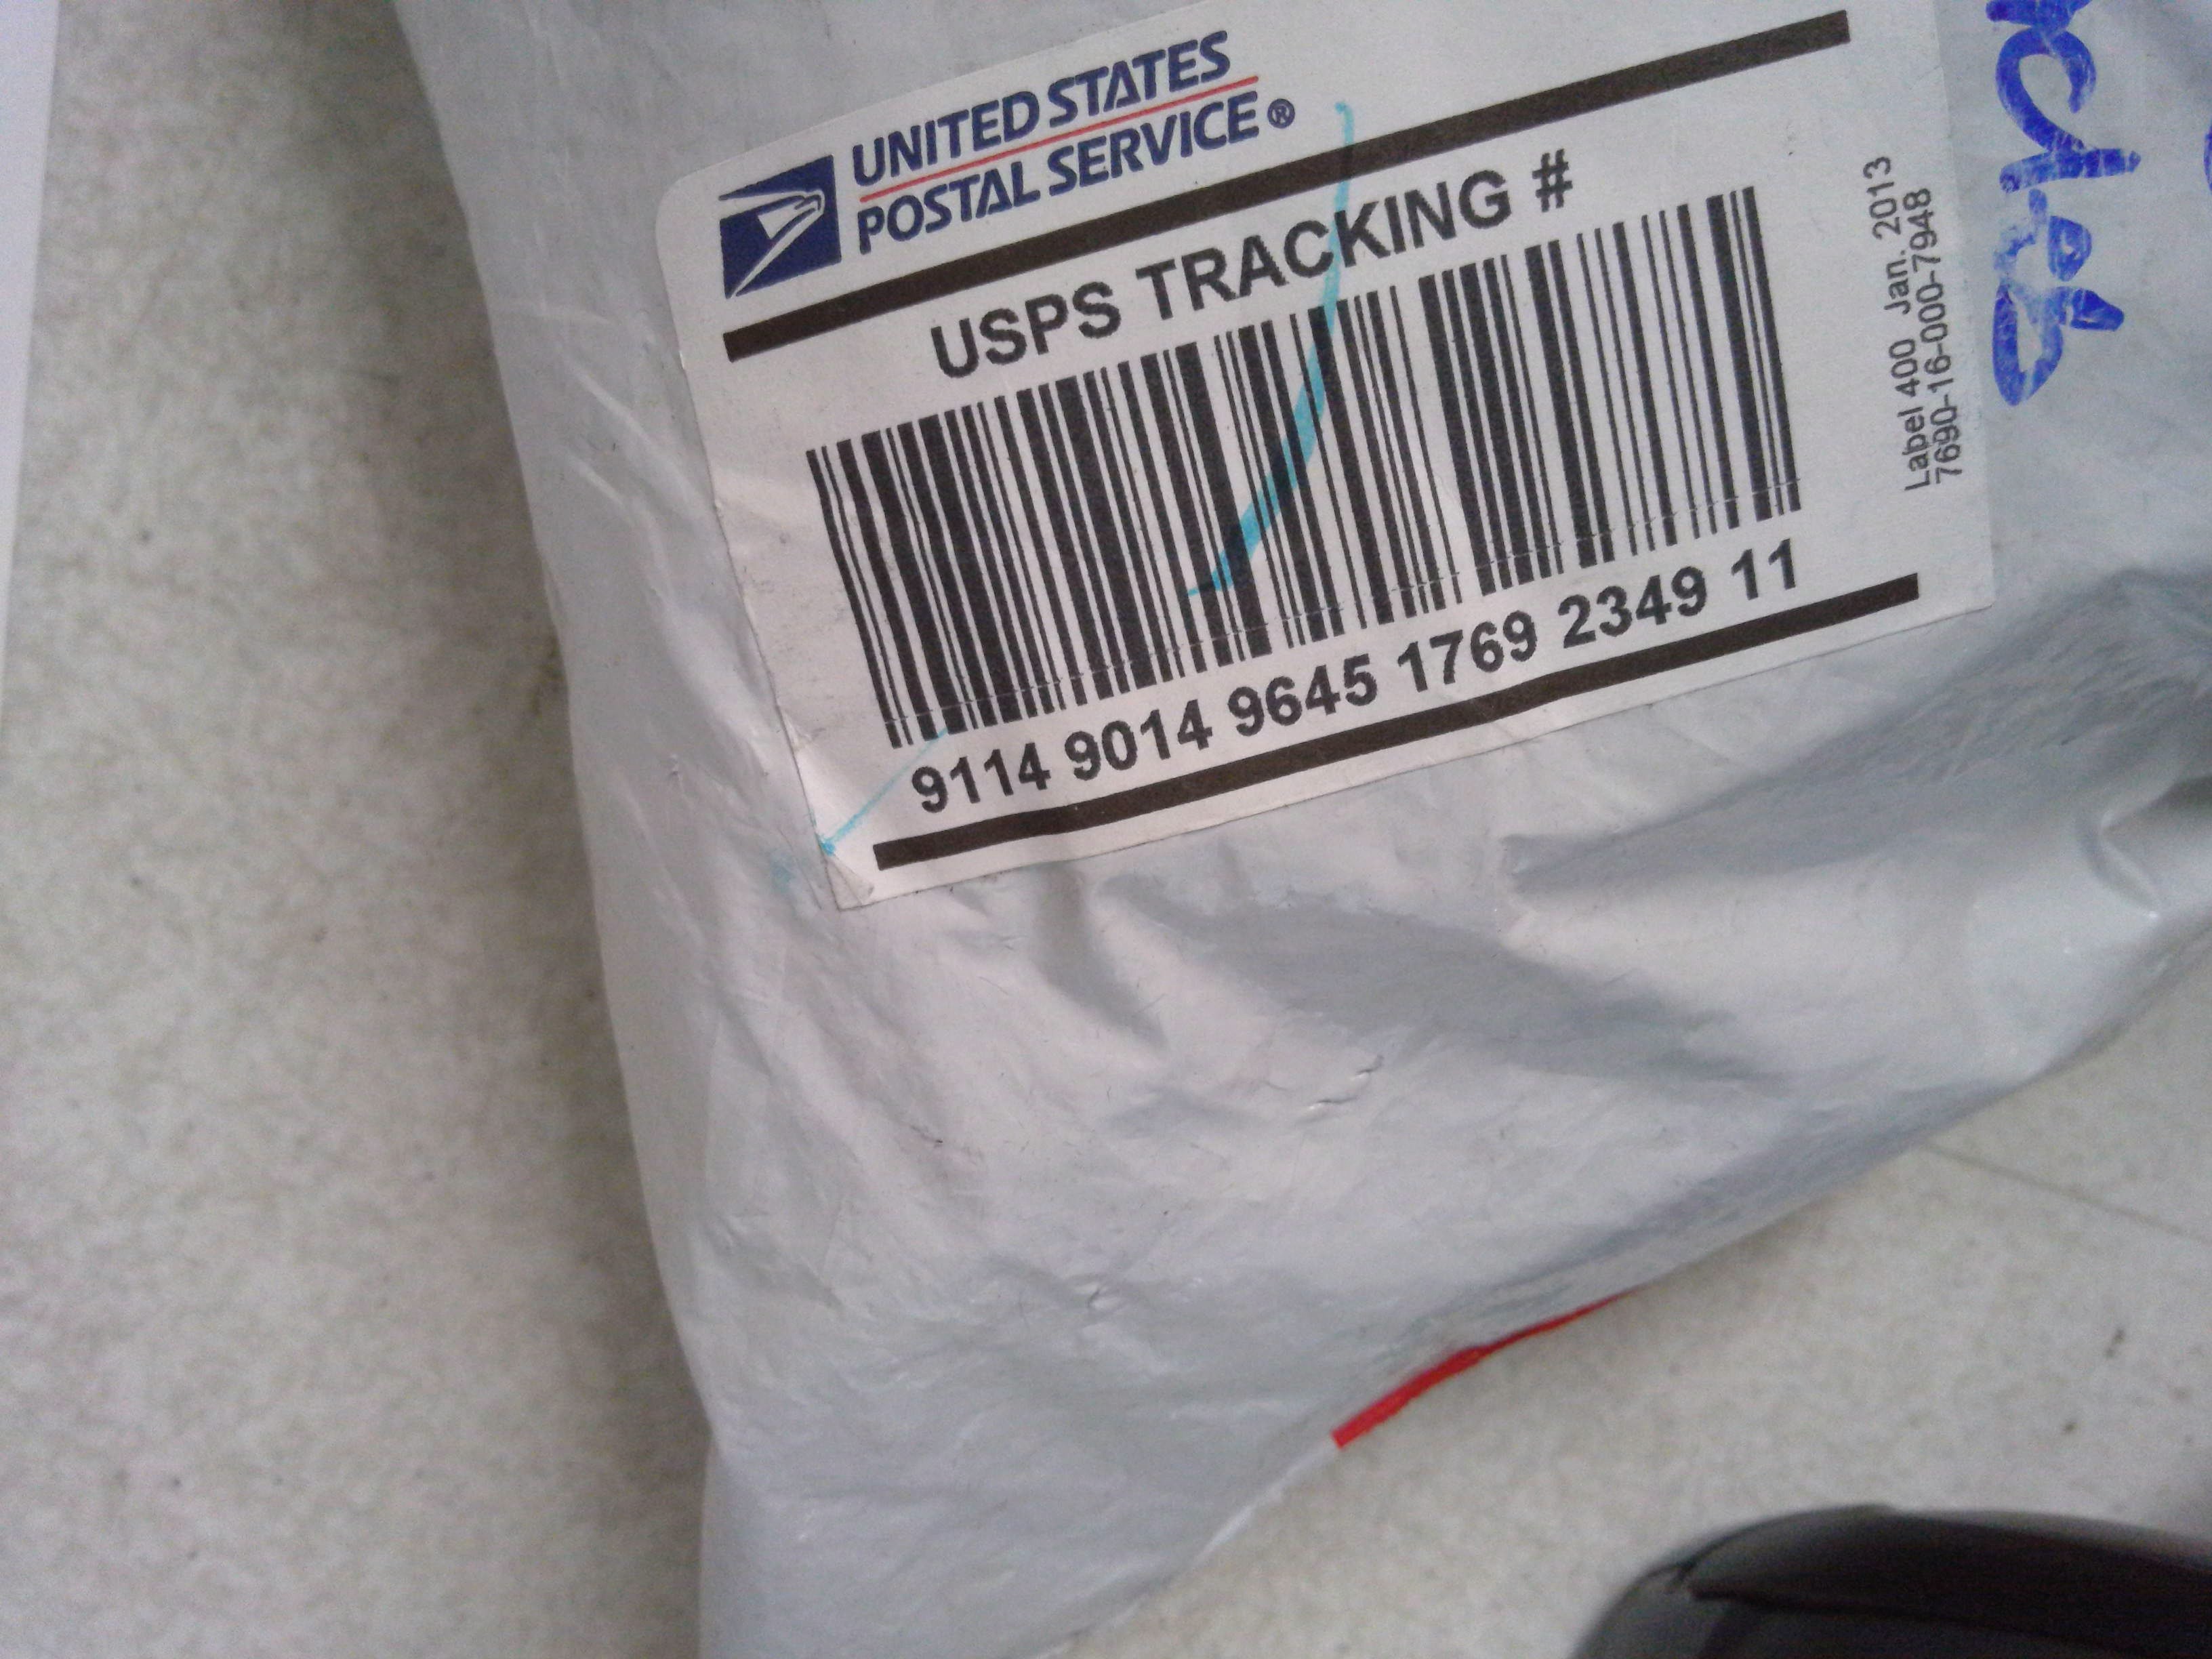 UNITED STATES
POSTAL SERVICE®
USPS TRACKING #
9114 9014 9645 1769 2349 11
Label 400 Jan. 2013
7690-16-000-7948